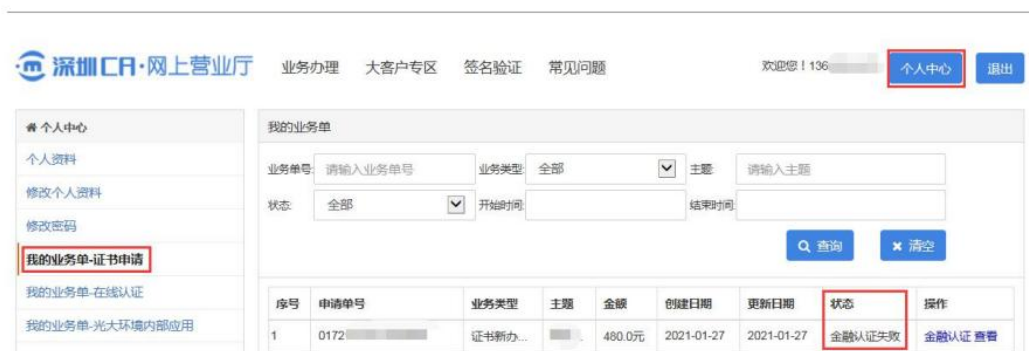 深圳CA·网上营业厅 业务办理 大客户专区 签名验证 常见问题 欢迎您！136 个人中心 退出
个人中心
个人资料
修改个人资料
修改密码
我的业务单-证书申请
我的业务单-在线认证
我的业务单-光大环境内部应用
我的业务单
业务单号: 请输入业务单号 业务类型: 全部 主题: 请输入主题
状态: 全部 开始时间: 结束时间:
查询 清空
序号 申请单号 业务类型 主题 金额 创建日期 更新日期 状态 操作
1 0172 证书新办... 480.0元 2021-01-27 2021-01-27 金融认证失败 金融认证 查看